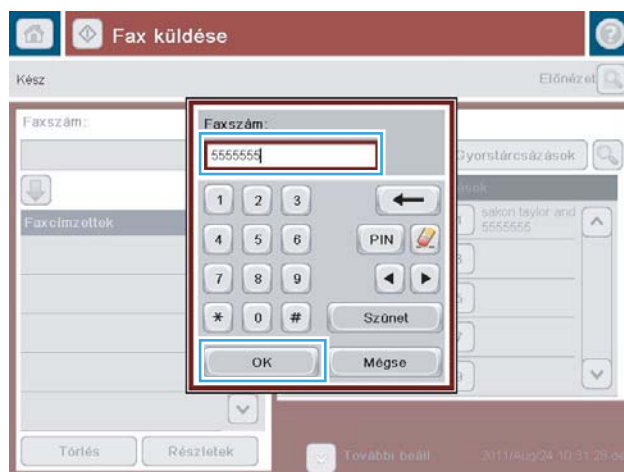 Fax küldése
Kész
Előnézet
Faxszám:
Faxszám:
5555555
Gyorstárcsázások
1 2 3
Faxcímzettek
1 sakon taylor and
5555555
4 5 6 PIN
7 8 9
* 0 # Szünet
OK Mégse
Törlés Részletek
További beáll.
2011/Aug/24 10:31:28